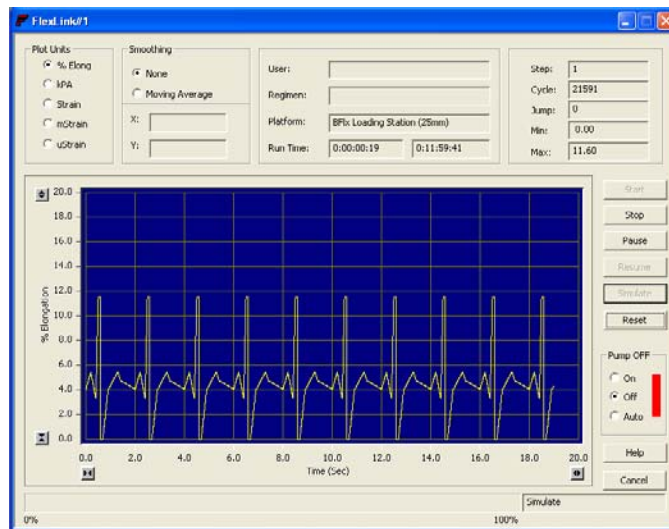 FlexLink//1
Plot Units
% Elong
kPA
Strain
mStrain
uStrain
Smoothing
None
Moving Average
X:
Y:
User:
Regimen:
Platform: BFlx Loading Station (25mm)
Run Time: 0:00:00:19 0:11:59:41
Step: 1
Cycle: 21591
Jump: 0
Min: 0.00
Max: 11.60
Start
Stop
Pause
Resume
Simulate
Reset
Pump OFF
On
Off
Auto
Help
Cancel
% Elongation
20.0
18.0
16.0
14.0
12.0
10.0
8.0
6.0
4.0
2.0
0.0
0.0 2.0 4.0 6.0 8.0 10.0 12.0 14.0 16.0 18.0 20.0
Time (Sec)
Simulate
0% 100%